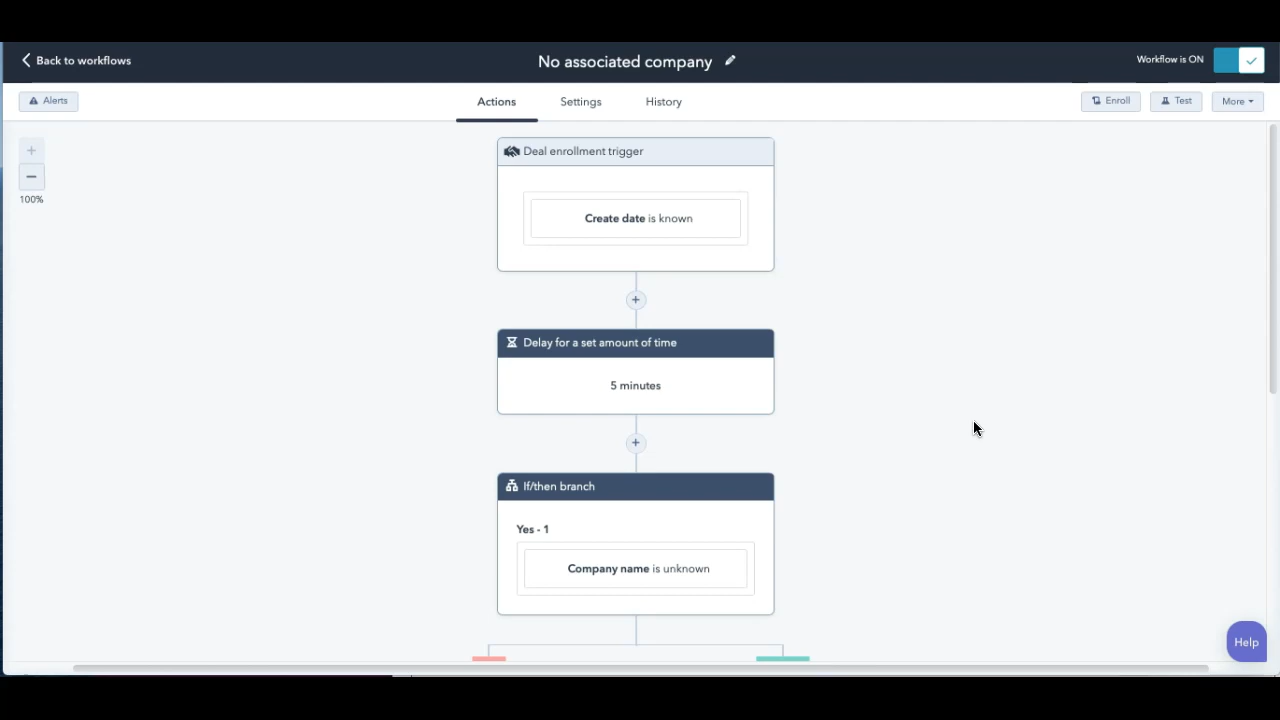 Back to workflows
No associated company
Workflow is ON
Alerts
Actions
Settings
History
Enroll
Test
More
Deal enrollment trigger
100%
Create date is known
Delay for a set amount of time
5 minutes
If/then branch
Yes - 1
Company name is unknown
Help